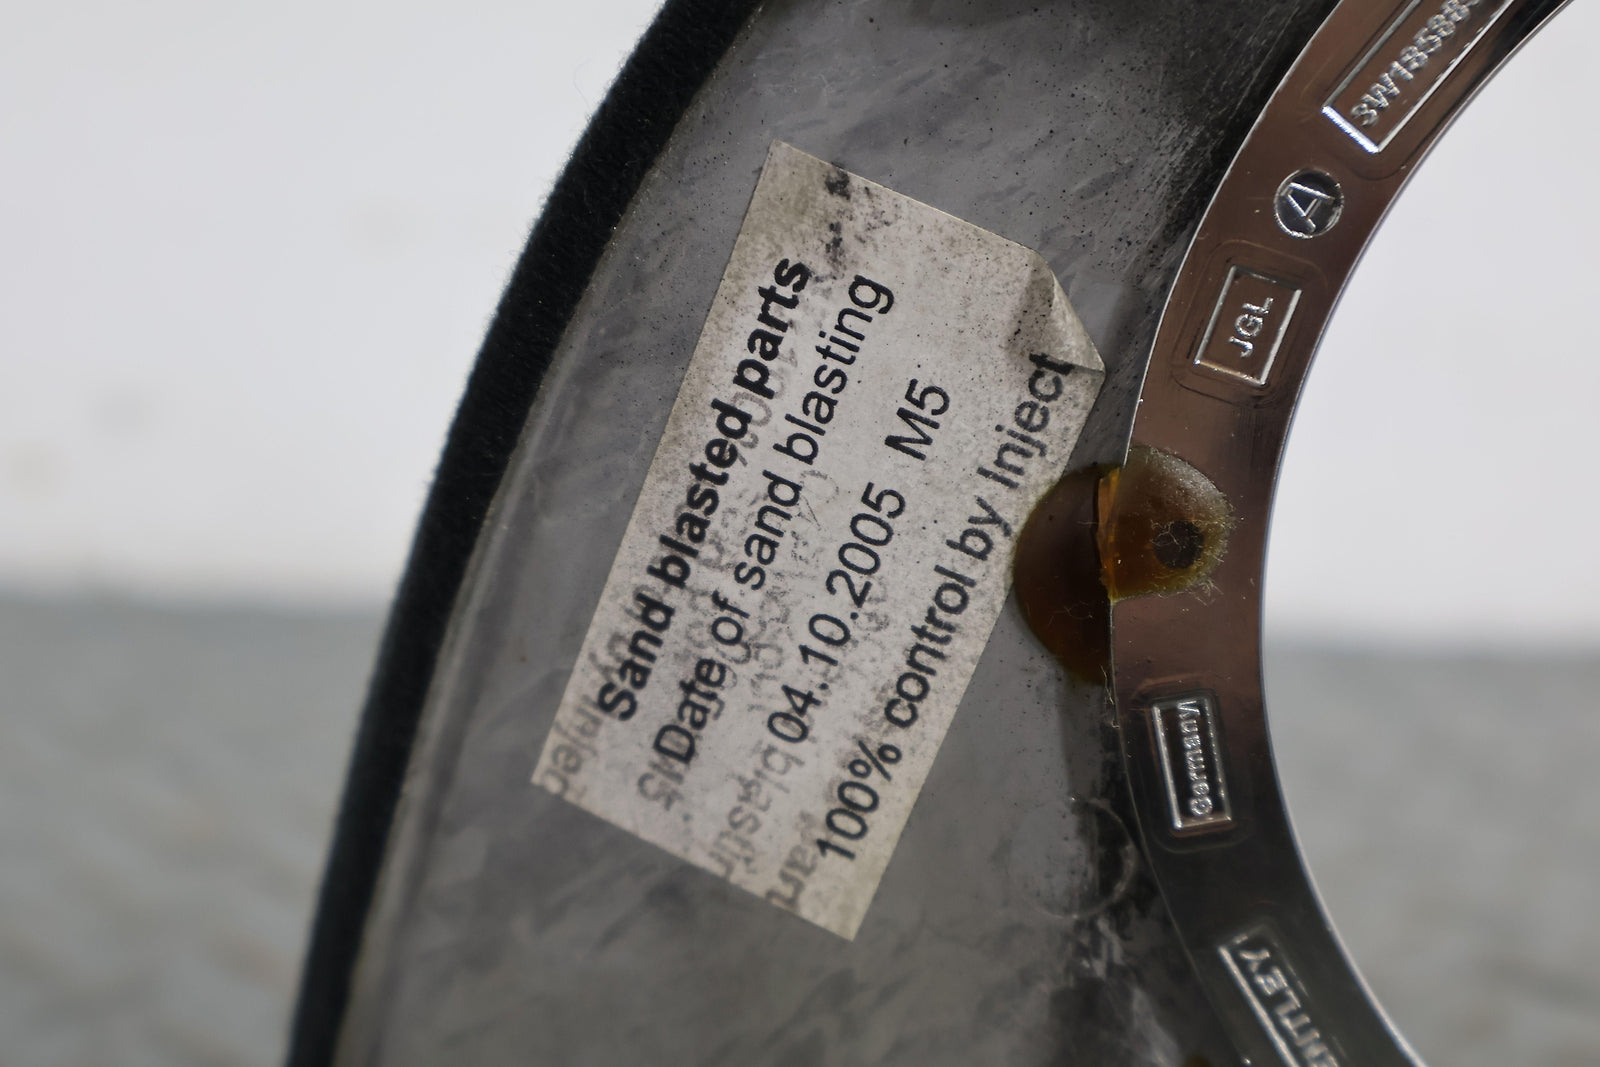 Sand blasted parts
Date of sand blasting
04.10.2005 M5
100% control by Inject
A
JGL
Germany